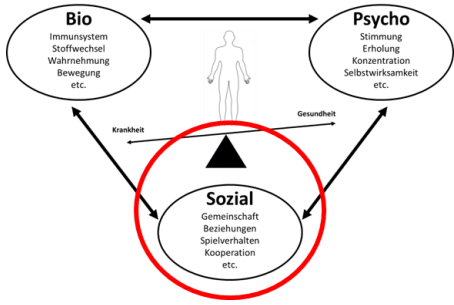 Bio
Immunsystem
Stoffwechsel
Wahrnehmung
Bewegung
etc.
Psycho
Stimmung
Erholung
Konzentration
Selbstwirksamkeit
etc.
Gesundheit
Krankheit
Sozial
Gemeinschaft
Beziehungen
Spielverhalten
Kooperation
etc.